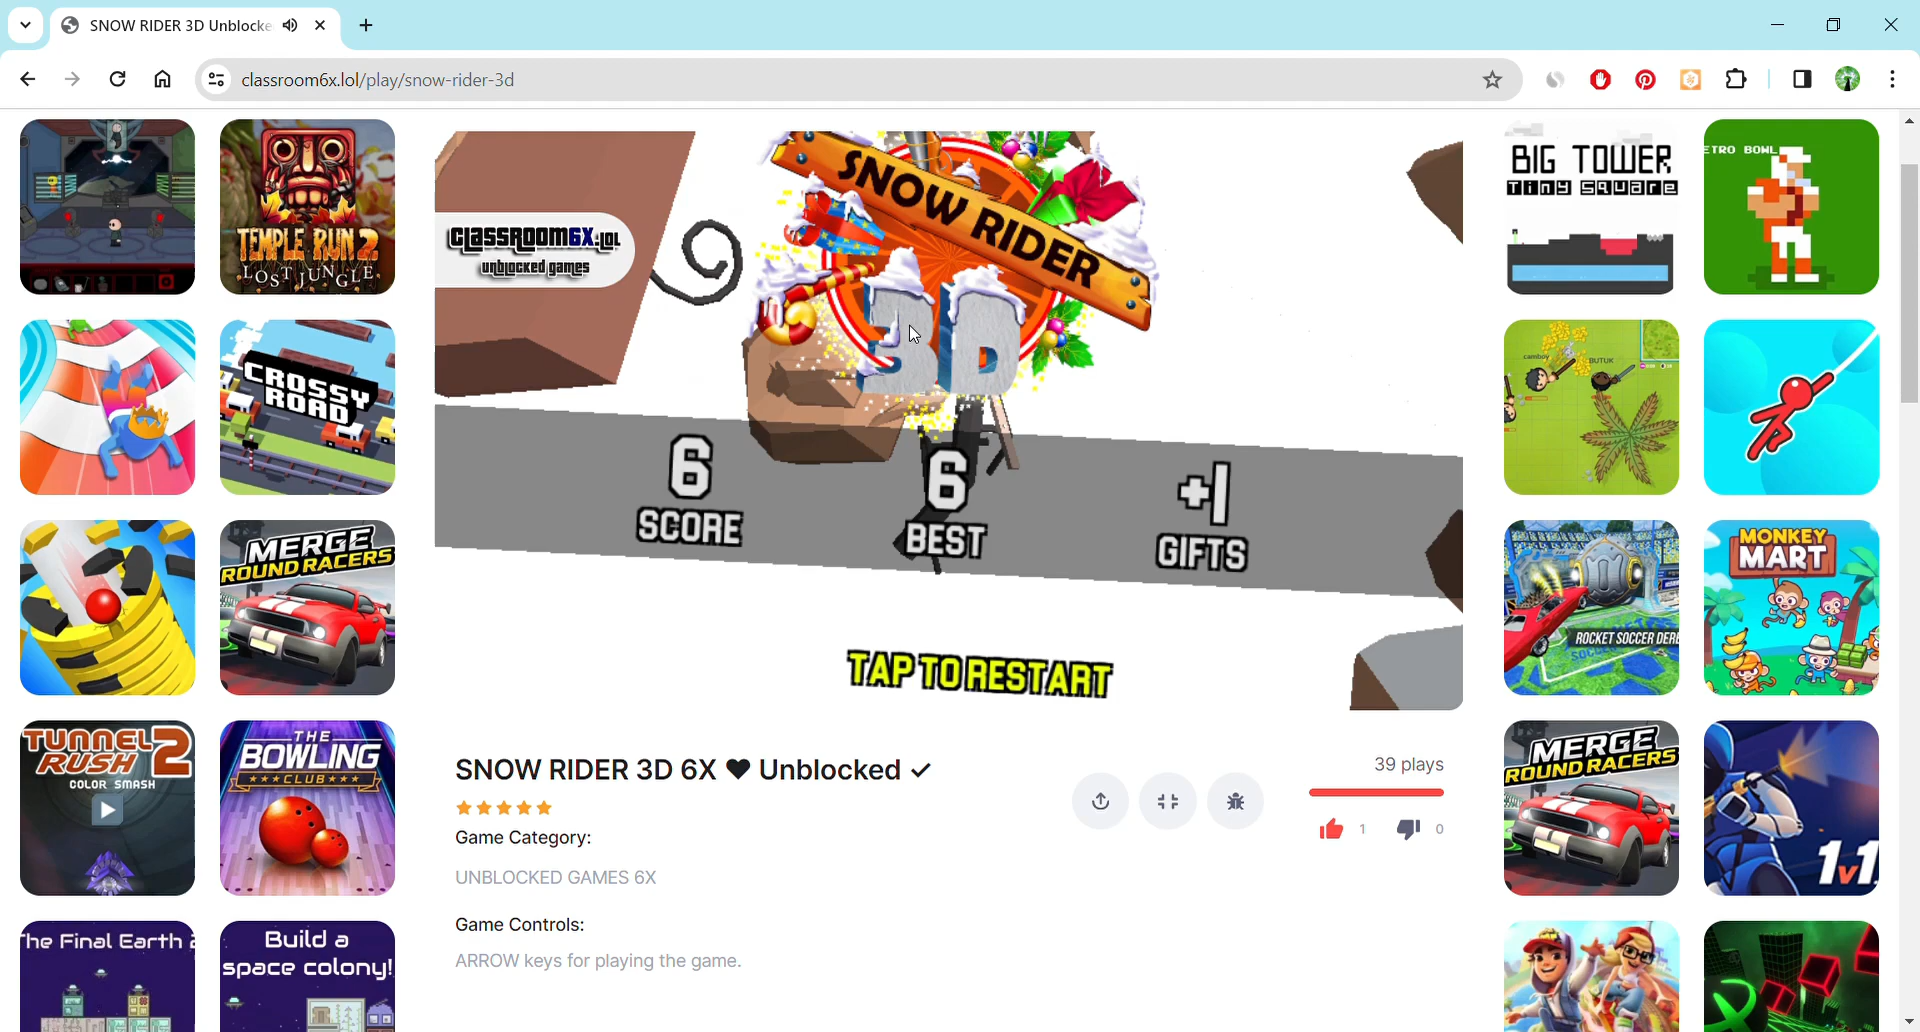 SNOW RIDER 3D Unblocke
classroom6x.lol/play/snow-rider-3d
TEMPLE RUN 2
LOST JUNGLE
CROSSY
ROAD
MERGE
ROUND RACERS
TUNNEL
RUSH 2
COLOR SMASH
THE
BOWLING
CLUB
The Final Earth 2
Build a
space colony!
CLASSROOM6X.LOL
unblocked games
SNOW RIDER
3D
6
SCORE
6
BEST
+1
GIFTS
TAP TO RESTART
SNOW RIDER 3D 6X ❤ Unblocked ✓
39 plays
1
0
Game Category:
UNBLOCKED GAMES 6X
Game Controls:
ARROW keys for playing the game.
BIG TOWER
TINY SQUARE
ETRO BOWL
camboy
BUTUK
ROCKET SOCCER DER
MONKEY
MART
MERGE
ROUND RACERS
1v1